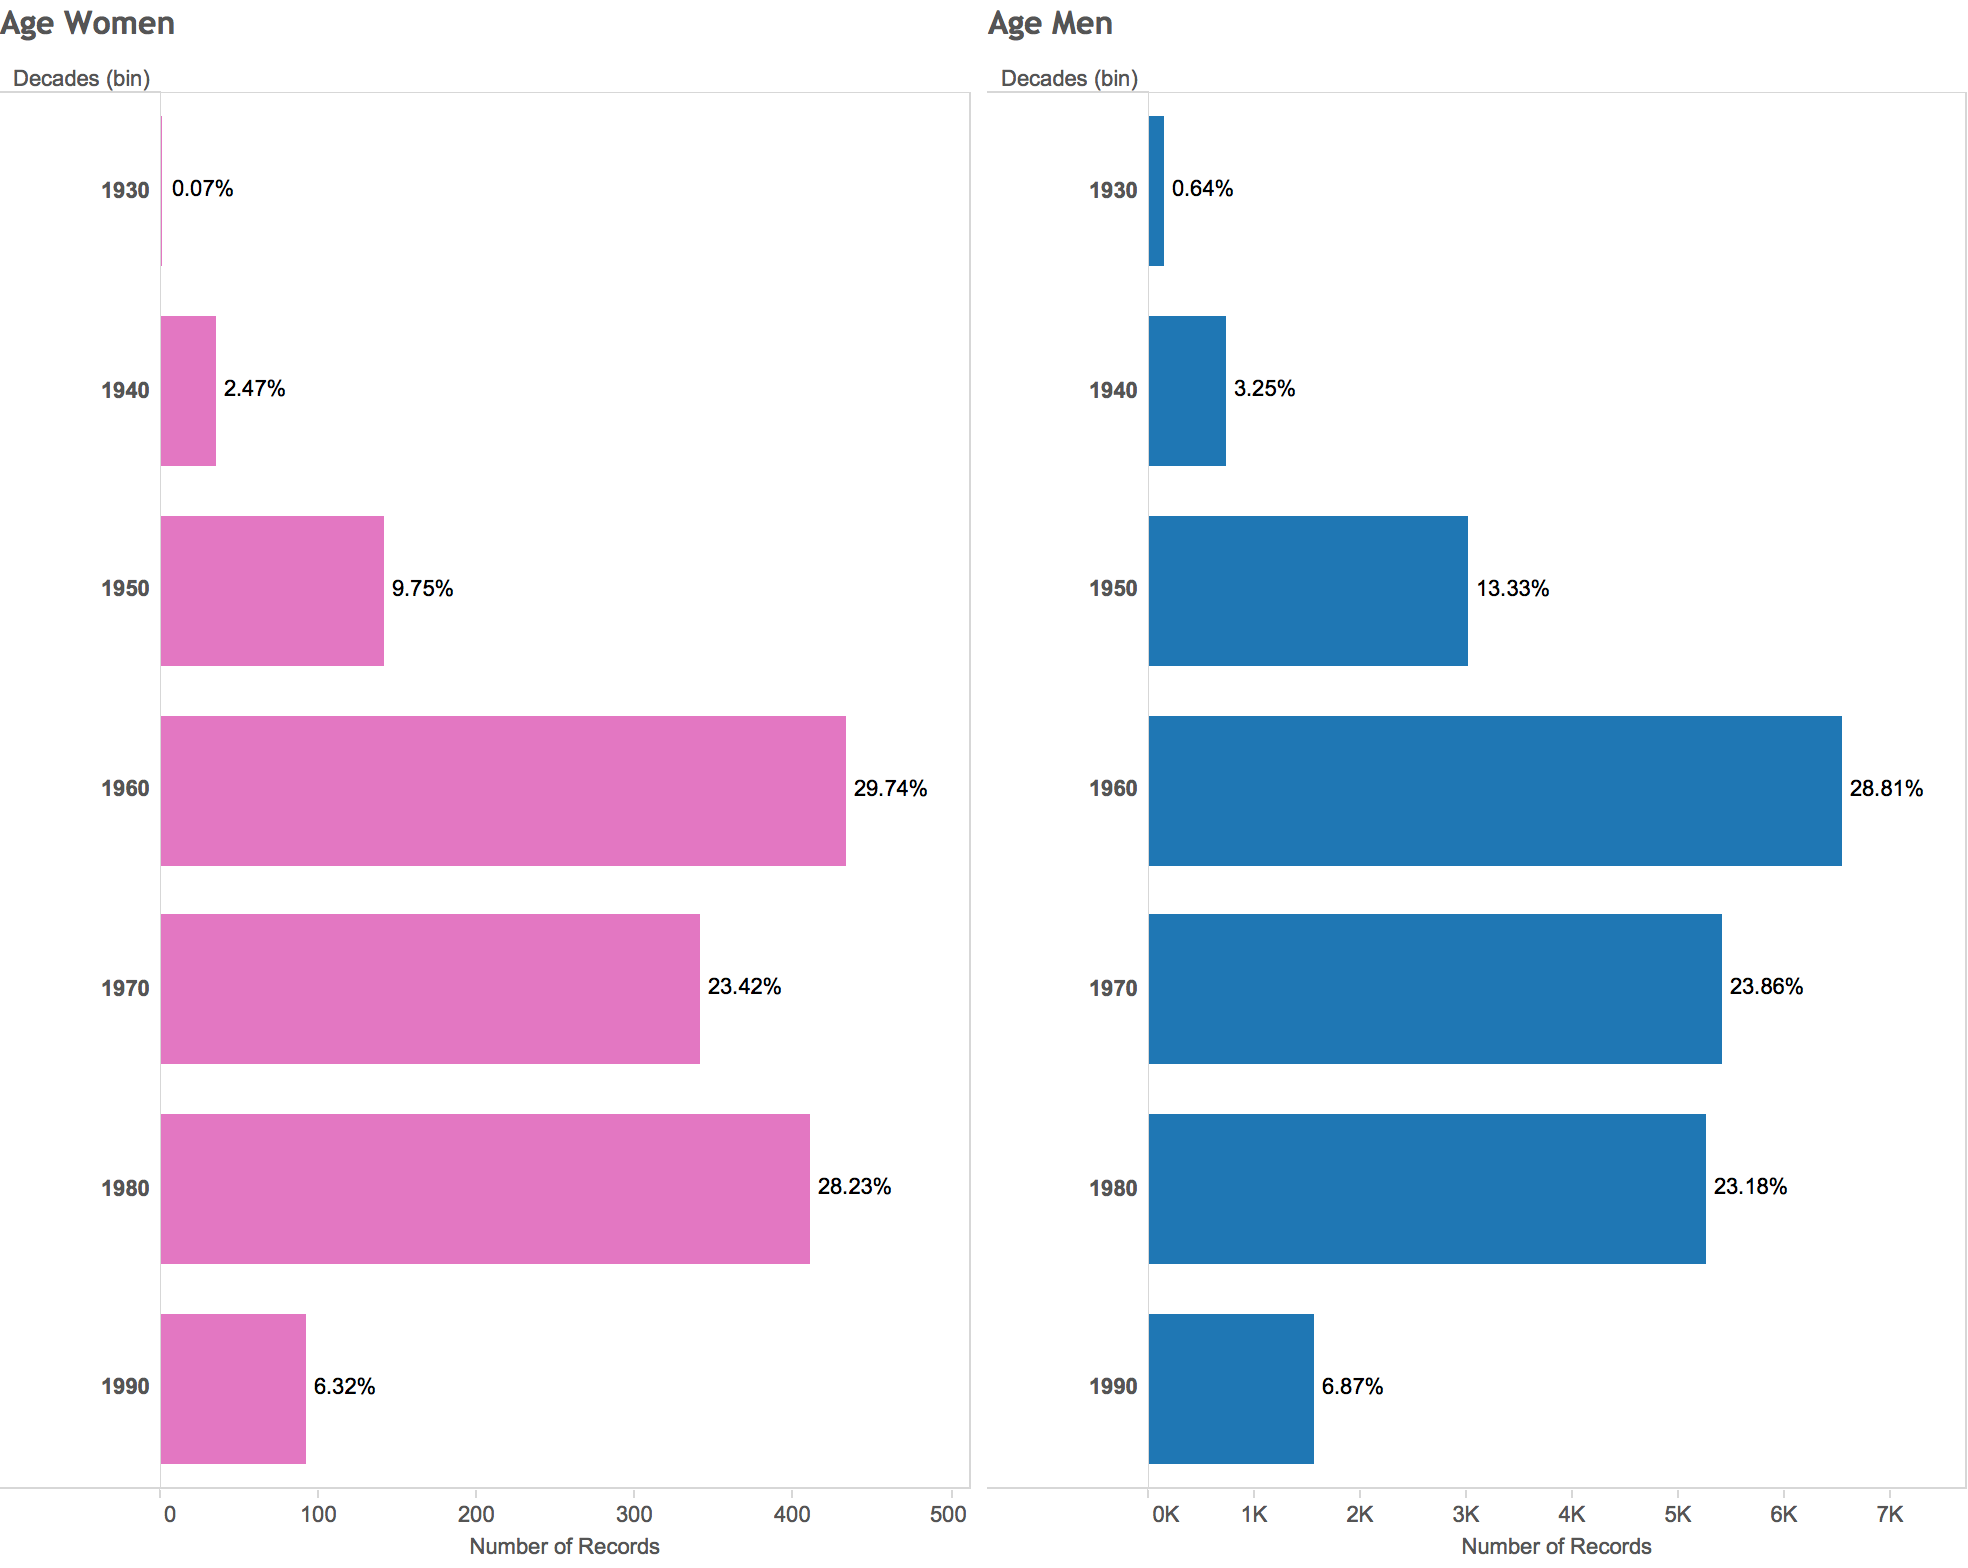 Age Women
Decades (bin)
1930 0.07%
1940 2.47%
1950 9.75%
1960 29.74%
1970 23.42%
1980 28.23%
1990 6.32%
0 100 200 300 400 500
Number of Records
Age Men
Decades (bin)
1930 0.64%
1940 3.25%
1950 13.33%
1960 28.81%
1970 23.86%
1980 23.18%
1990 6.87%
0K 1K 2K 3K 4K 5K 6K 7K
Number of Records